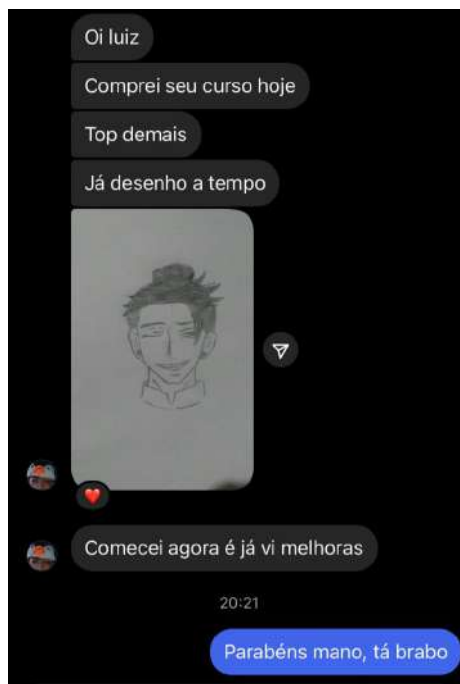 Oi luiz
Comprei seu curso hoje
Top demais
Já desenho a tempo
Comecei agora é já vi melhoras
20:21
Parabéns mano, tá brabo